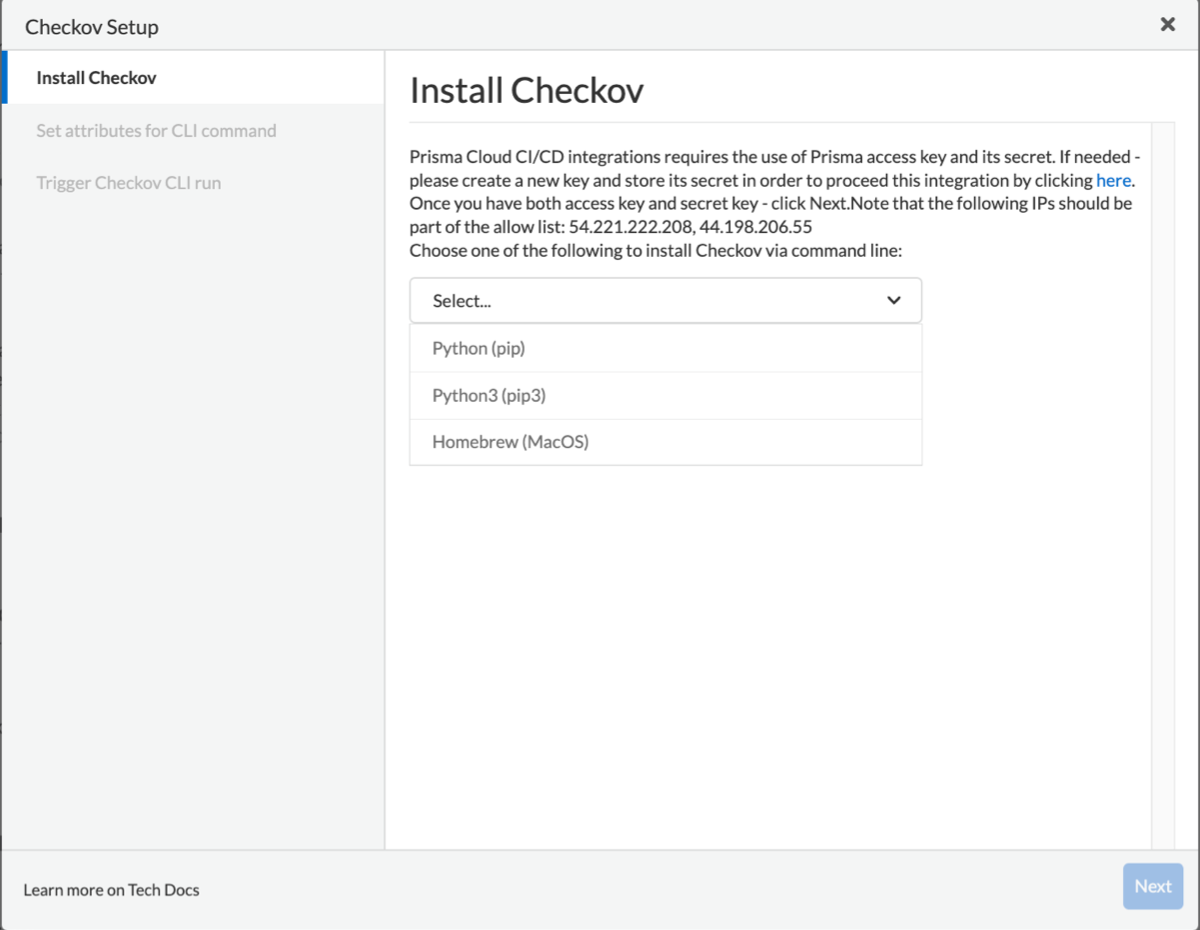 Checkov Setup
Install Checkov
Set attributes for CLI command
Trigger Checkov CLI run
Install Checkov
Prisma Cloud CI/CD integrations requires the use of Prisma access key and its secret. If needed -
please create a new key and store its secret in order to proceed this integration by clicking here.
Once you have both access key and secret key - click Next.Note that the following IPs should be
part of the allow list: 54.221.222.208, 44.198.206.55
Choose one of the following to install Checkov via command line:
Select...
Python (pip)
Python3 (pip3)
Homebrew (MacOS)
Learn more on Tech Docs
Next